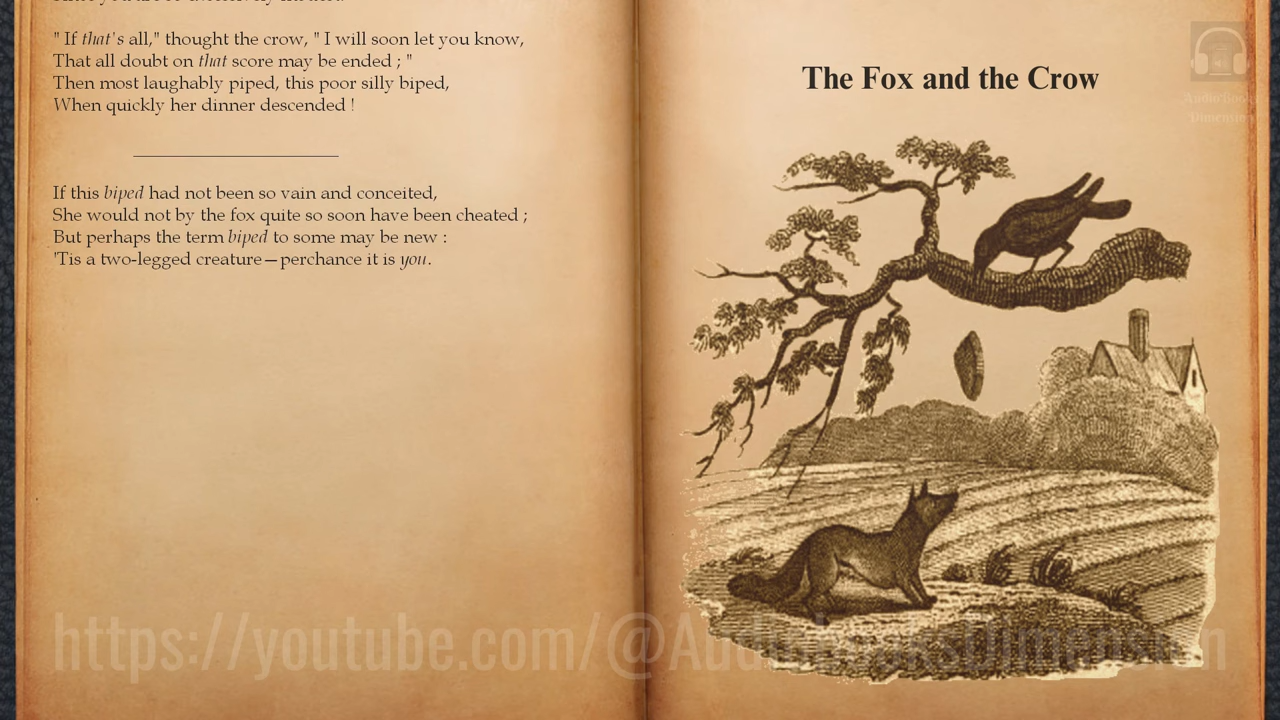 " If that's all," thought the crow, " I will soon let you know,
That all doubt on that score may be ended ; "
Then most laughably piped, this poor silly biped,
When quickly her dinner descended !
If this biped had not been so vain and conceited,
She would not by the fox quite so soon have been cheated ;
But perhaps the term biped to some may be new :
'Tis a two-legged creature—perchance it is you.
The Fox and the Crow
Audio Books
Dimension
https://youtube.com/@AudiobooksDimension